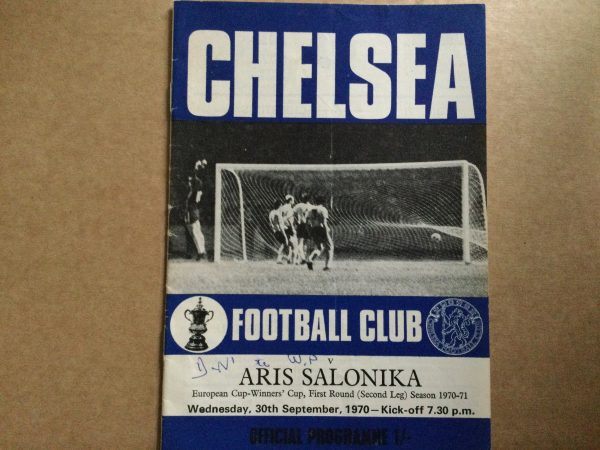 CHELSEA
FOOTBALL CLUB
v
ARIS SALONIKA
European Cup-Winners' Cup, First Round (Second Leg) Season 1970-71
Wednesday, 30th September, 1970—Kick-off 7.30 p.m.
OFFICIAL PROGRAMME 1/-